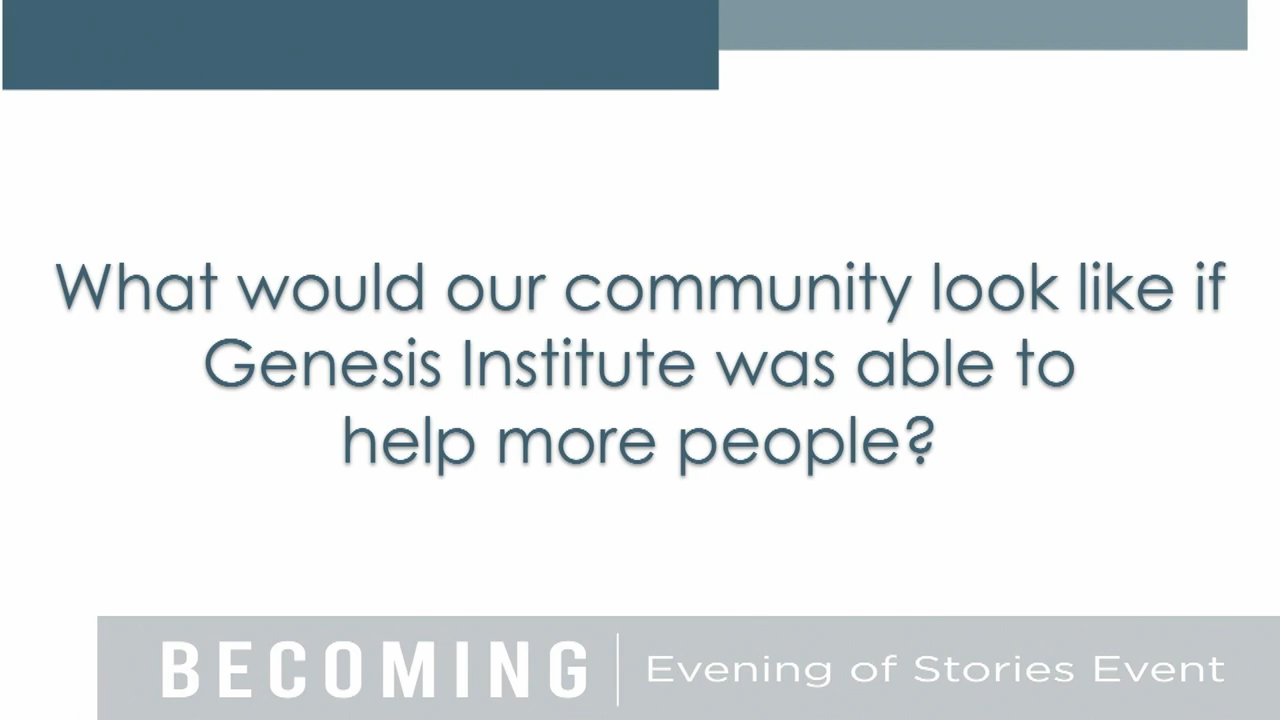 What would our community look like if
Genesis Institute was able to
help more people?
BECOMING | Evening of Stories Event